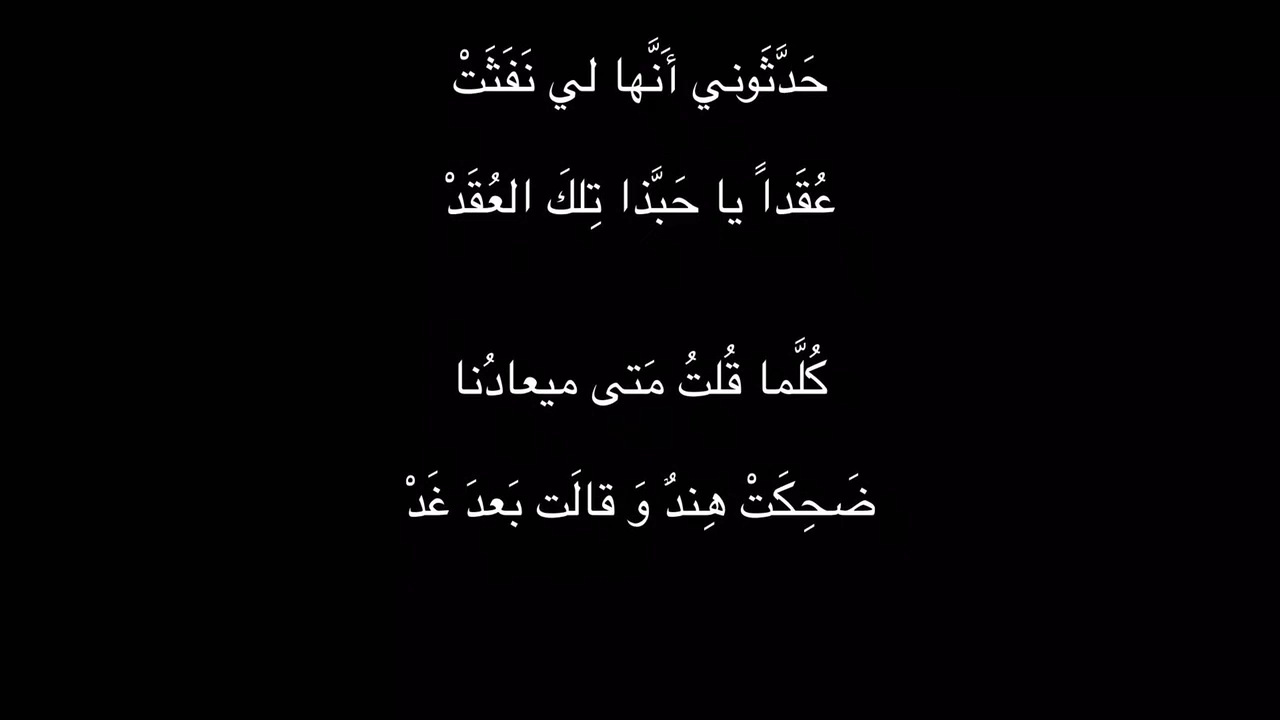 حَدَّثَوني أَنَّها لي نَفَثَتْ
عُقَداً يا حَبَّذا تِلكَ العُقَدْ
كُلَّما قُلتُ مَتى ميعادُنا
ضَحِكَتْ هِندٌ وَ قالَت بَعدَ غَدْ